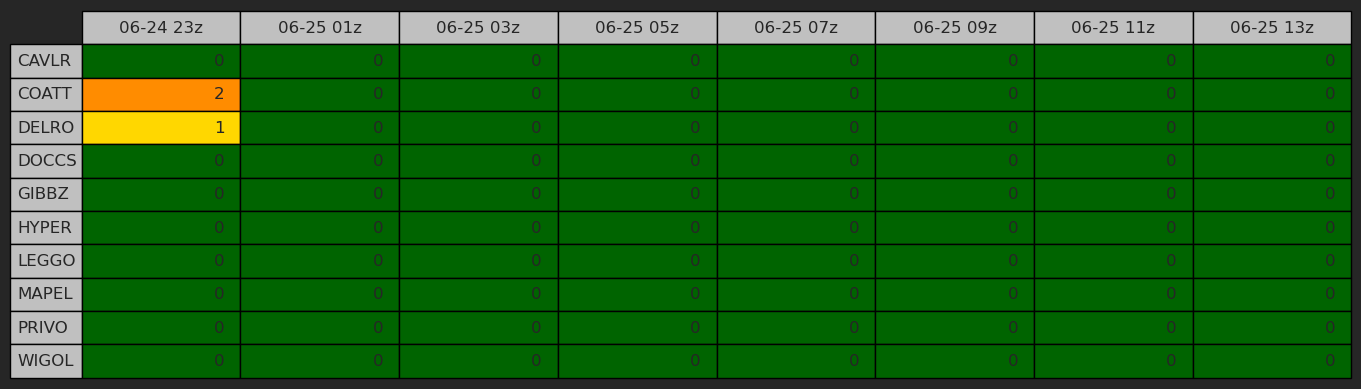 06-24 23z 06-25 01z 06-25 03z 06-25 05z 06-25 07z 06-25 09z 06-25 11z 06-25 13z
CAVLR 0 0 0 0 0 0 0 0
COATT 2 0 0 0 0 0 0 0
DELRO 1 0 0 0 0 0 0 0
DOCCS 0 0 0 0 0 0 0 0
GIBBZ 0 0 0 0 0 0 0 0
HYPER 0 0 0 0 0 0 0 0
LEGGO 0 0 0 0 0 0 0 0
MAPEL 0 0 0 0 0 0 0 0
PRIVO 0 0 0 0 0 0 0 0
WIGOL 0 0 0 0 0 0 0 0